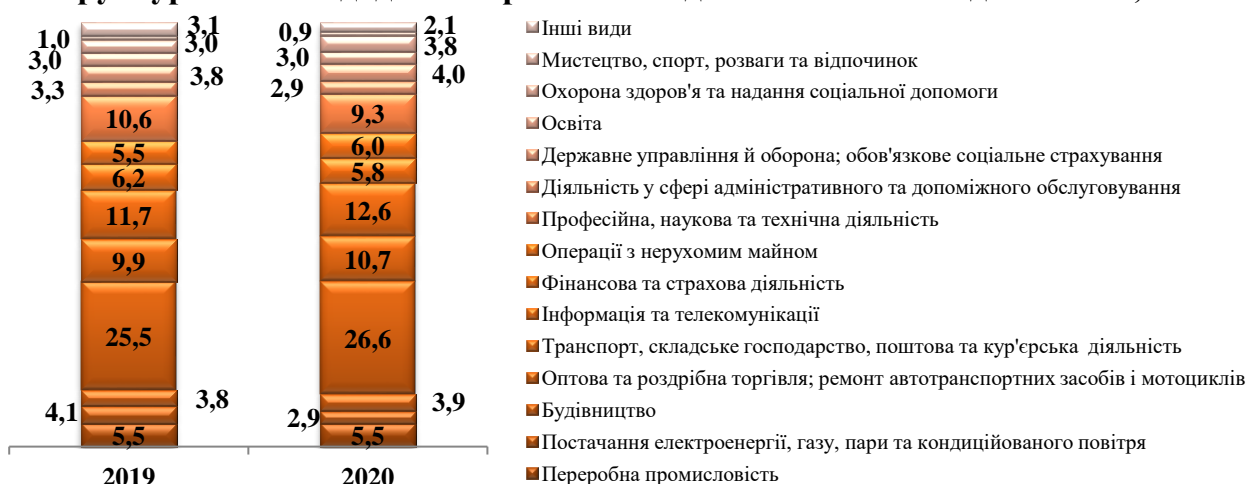 3,1
1,0
3,0
3,0
3,8
3,3
10,6
5,5
6,2
11,7
9,9
25,5
3,8
4,1
5,5
2019
2,1
0,9
3,8
3,0
4,0
2,9
9,3
6,0
5,8
12,6
10,7
26,6
3,9
2,9
5,5
2020
Інші види
Мистецтво, спорт, розваги та відпочинок
Охорона здоров'я та надання соціальної допомоги
Освіта
Державне управління й оборона; обов'язкове соціальне страхування
Діяльність у сфері адміністративного та допоміжного обслуговування
Професійна, наукова та технічна діяльність
Операції з нерухомим майном
Фінансова та страхова діяльність
Інформація та телекомунікації
Транспорт, складське господарство, поштова та кур'єрська діяльність
Оптова та роздрібна торгівля; ремонт автотранспортних засобів і мотоциклів
Будівництво
Постачання електроенергії, газу, пари та кондиційованого повітря
Переробна промисловість